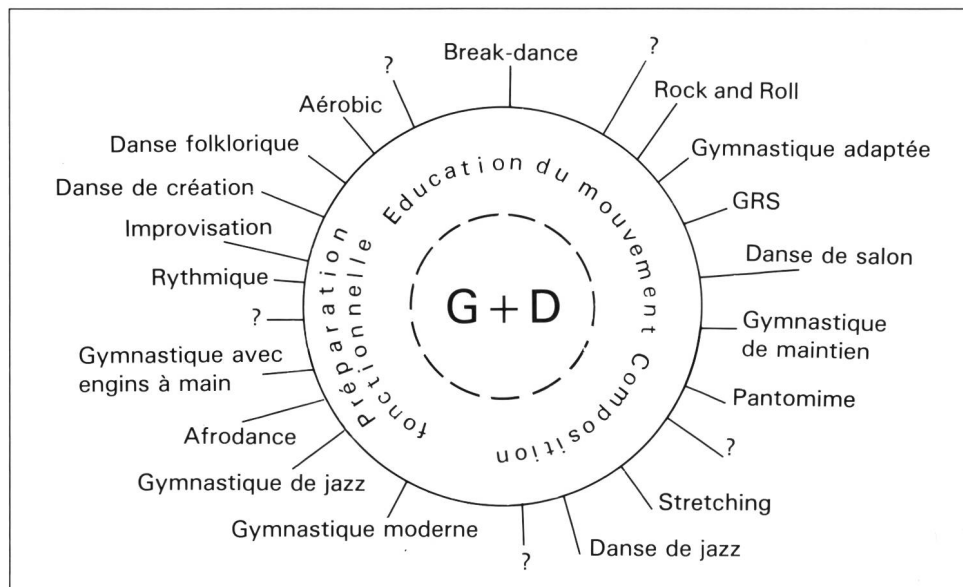 Break-dance
?
Rock and Roll
Gymnastique adaptée
GRS
Danse de salon
Gymnastique
de maintien
Pantomime
?
Stretching
Danse de jazz
?
Gymnastique moderne
Gymnastique de jazz
Afrodance
Gymnastique avec
engins à main
?
Rythmique
Improvisation
Danse de création
Danse folklorique
Aérobic
?
Préparation
fonctionnelle
Education du mouvement
Composition
G + D